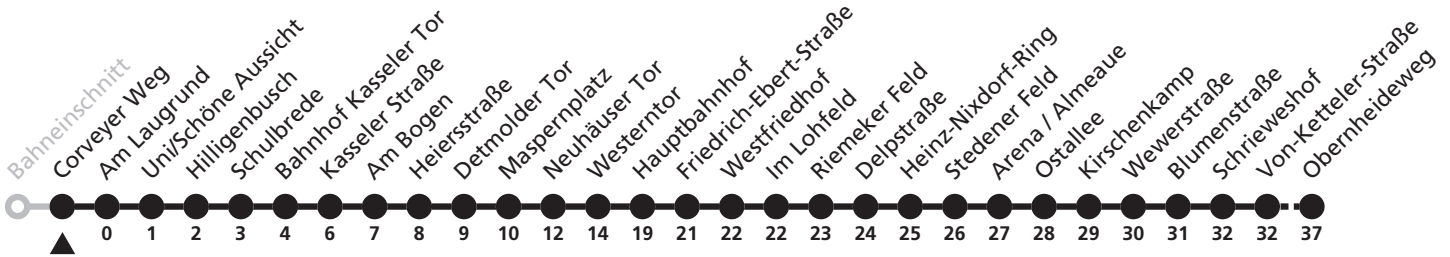 Bahneinschnitt
Corveyer Weg
Am Laugrund
Uni/Schöne Aussicht
Hilligenbusch
Schulbrede
Bahnhof Kasseler Tor
Kasseler Straße
Am Bogen
Heiersstraße
Detmolder Tor
Maspernplatz
Neuhäuser Tor
Westerntor
Hauptbahnhof
Friedrich-Ebert-Straße
Westfriedhof
Im Lohfeld
Riemeker Feld
Delpstraße
Heinz-Nixdorf-Ring
Stedener Feld
Arena / Almeaue
Ostallee
Kirschenkamp
Wewerstraße
Blumenstraße
Schrieweshof
Von-Ketteler-Straße
Obernheideweg
0 1 2 3 4 6 7 8 9 10 12 14 19 21 22 22 23 24 25 26 27 28 29 30 31 32 32 37